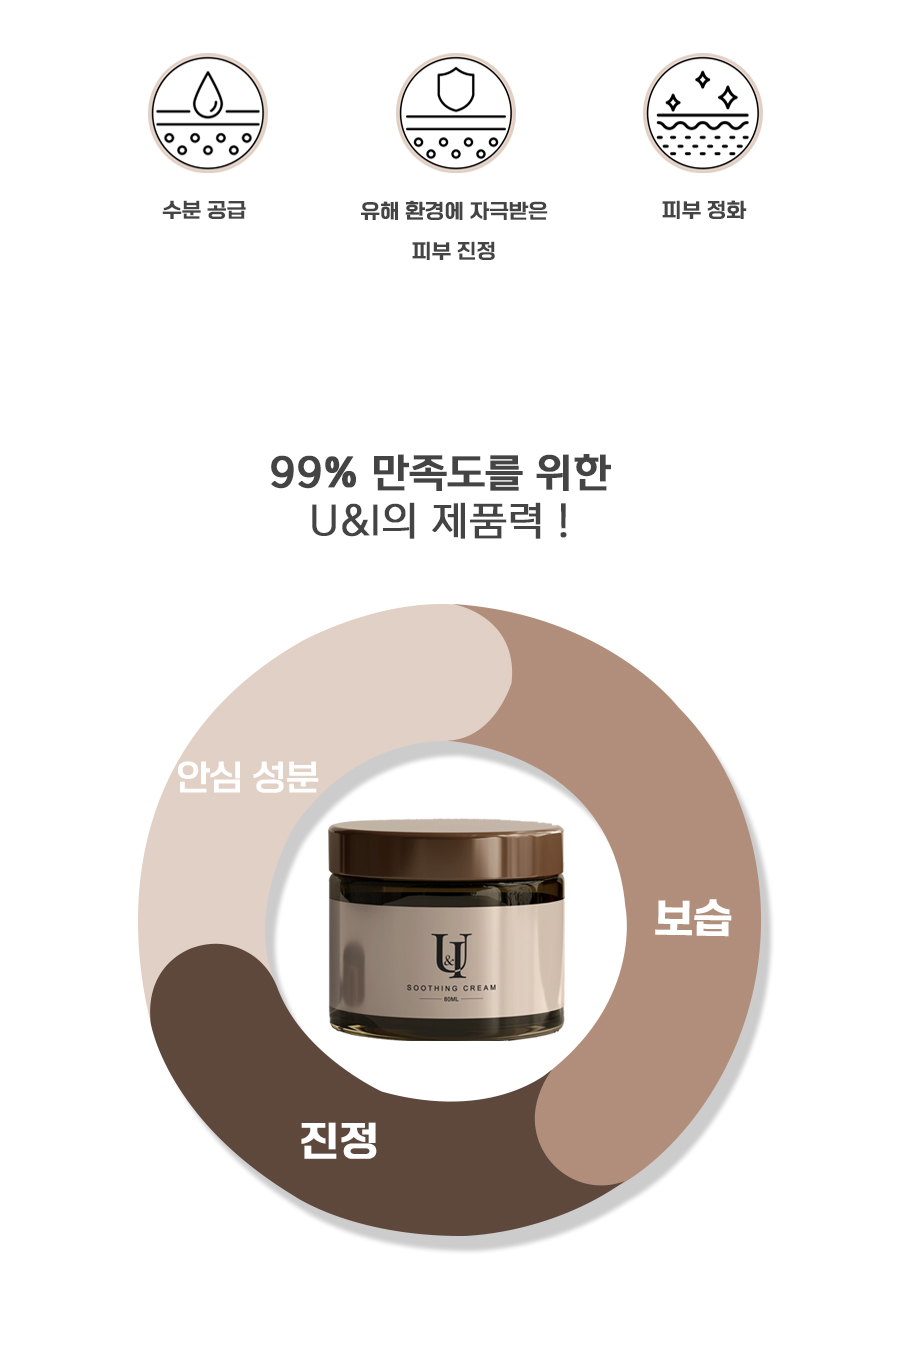 수분 공급
유해 환경에 자극받은
피부 진정
피부 정화
99% 만족도를 위한
U&I의 제품력 !
안심 성분
보습
진정
U&I
SOOTHING CREAM
80ML